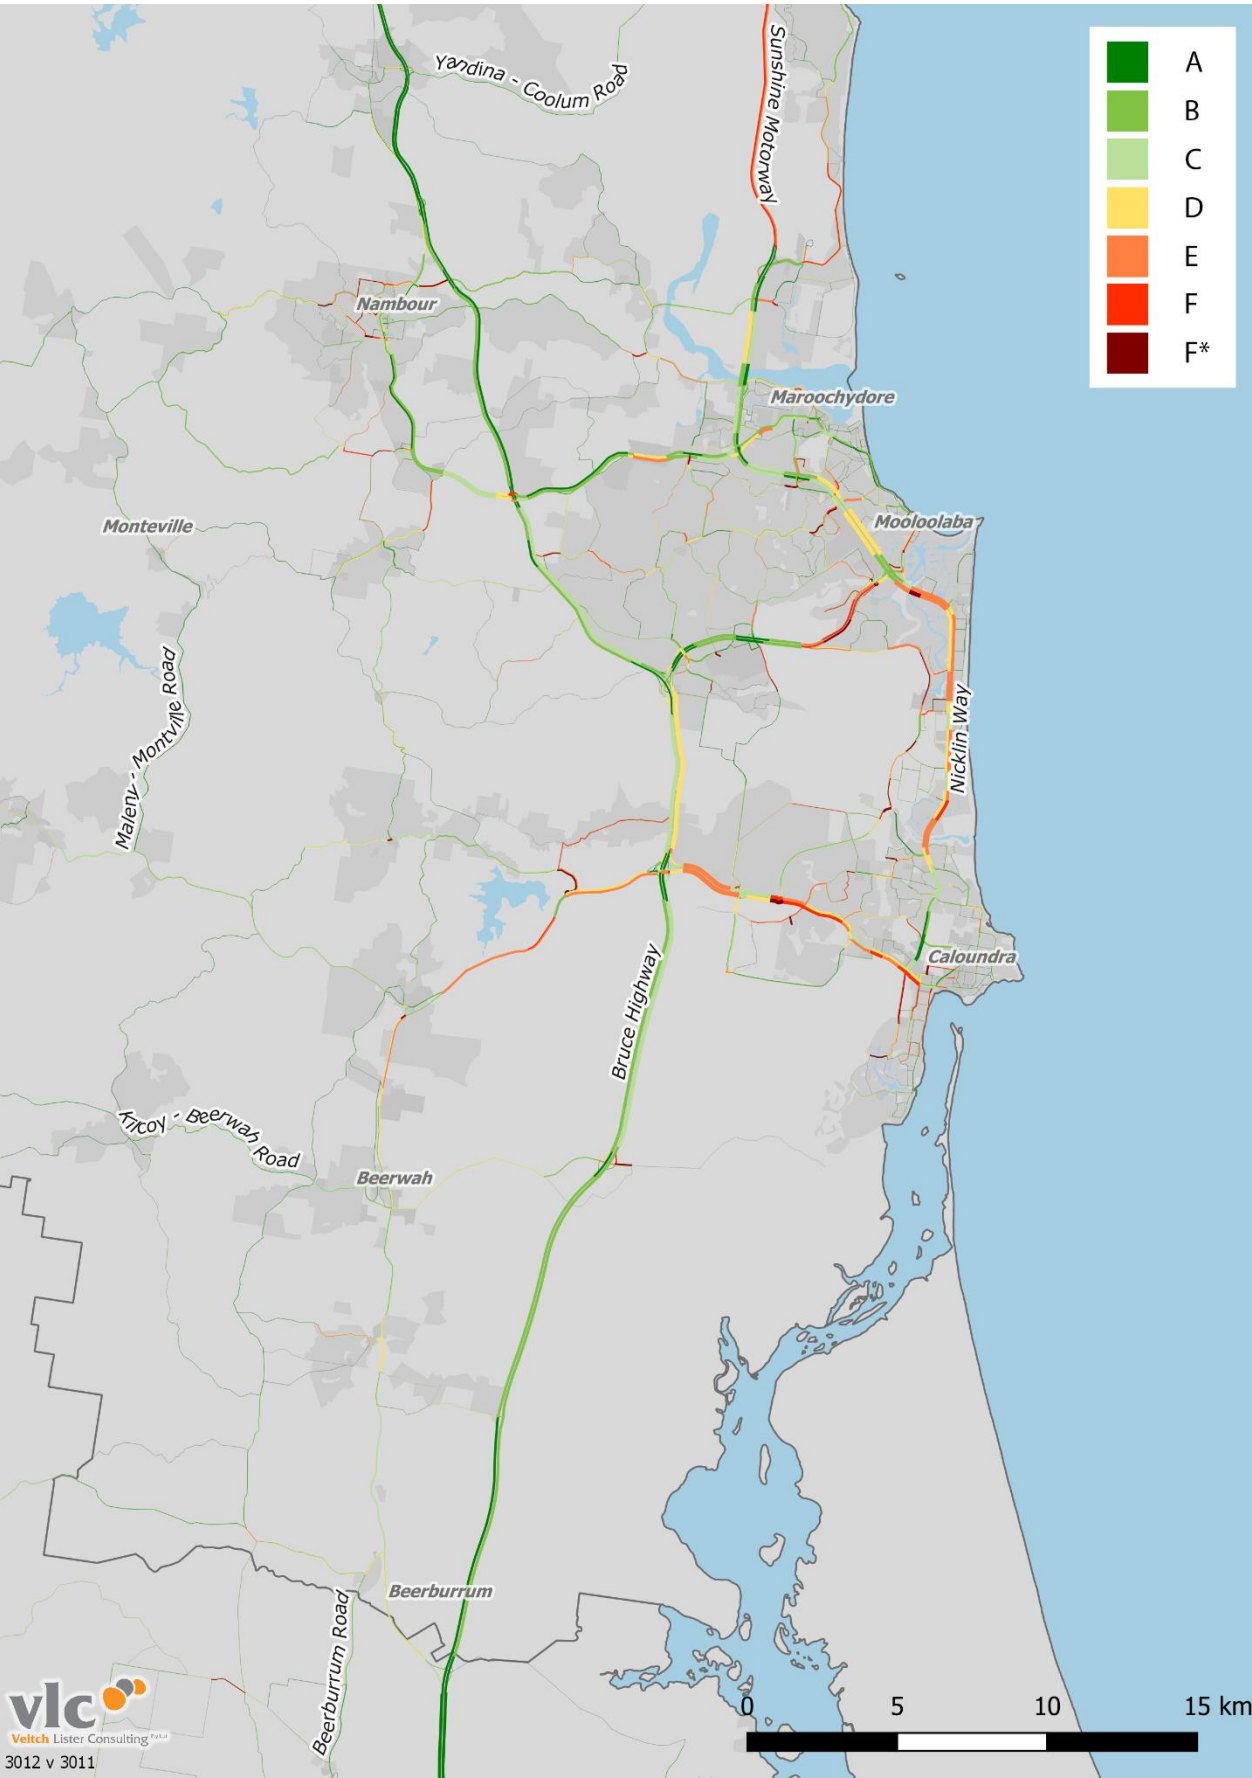 Yandina - Coolum Road
Sunshine Motorway
A
B
C
D
E
F
F*
Nambour
Maroochydore
Monteville
Mooloolaba
Maleny - Montville Road
Nicklin Way
Bruce Highway
Caloundra
Kilcoy - Beerwah Road
Beerwah
Beerburrum
Beerburrum Road
vlc
Veitch Lister Consulting
3012 v 3011
0 5 10 15 km